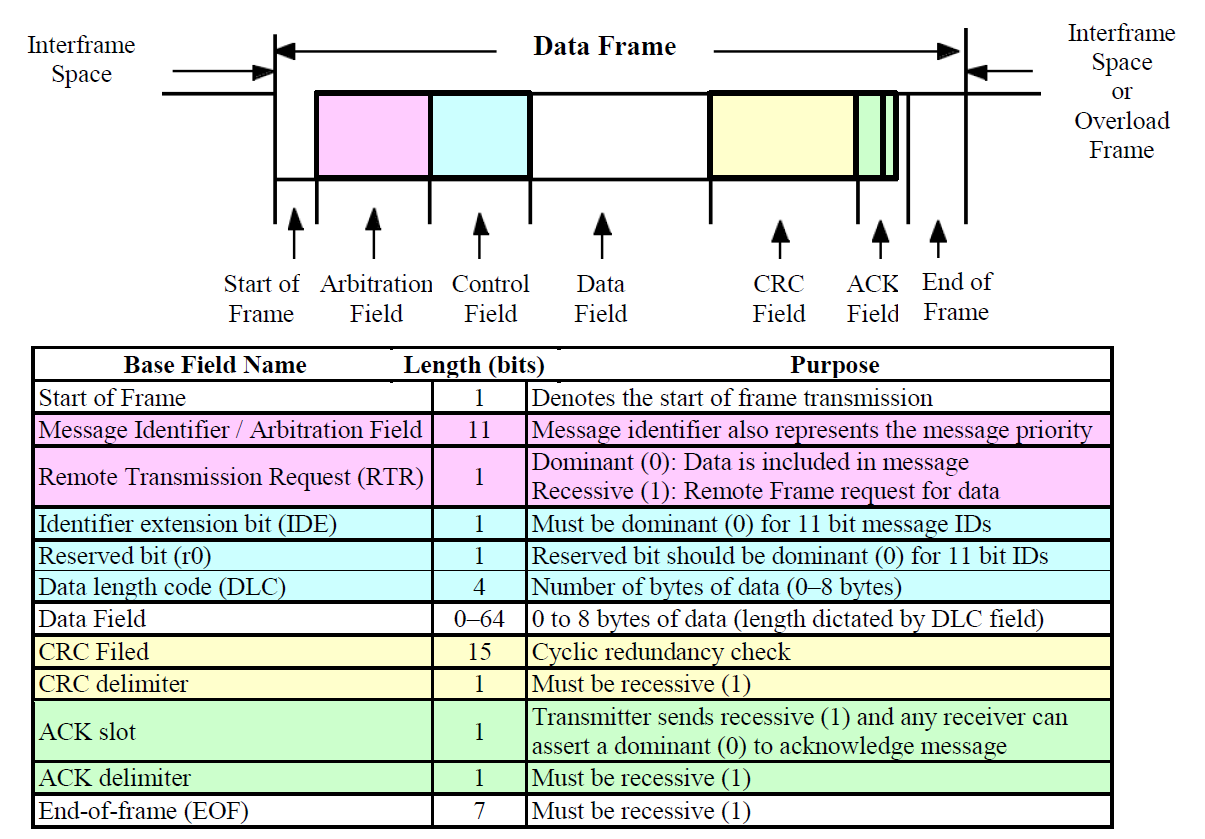 Interframe
Space
Data Frame
Interframe
Space
or
Overload
Frame
Start of
Frame
Arbitration
Field
Control
Field
Data
Field
CRC
Field
ACK
Field
End of
Frame
Base Field Name Length (bits) Purpose
Start of Frame 1 Denotes the start of frame transmission
Message Identifier / Arbitration Field 11 Message identifier also represents the message priority
Remote Transmission Request (RTR) 1 Dominant (0): Data is included in message
Recessive (1): Remote Frame request for data
Identifier extension bit (IDE) 1 Must be dominant (0) for 11 bit message IDs
Reserved bit (r0) 1 Reserved bit should be dominant (0) for 11 bit IDs
Data length code (DLC) 4 Number of bytes of data (0–8 bytes)
Data Field 0–64 0 to 8 bytes of data (length dictated by DLC field)
CRC Filed 15 Cyclic redundancy check
CRC delimiter 1 Must be recessive (1)
ACK slot 1 Transmitter sends recessive (1) and any receiver can
assert a dominant (0) to acknowledge message
ACK delimiter 1 Must be recessive (1)
End-of-frame (EOF) 7 Must be recessive (1)